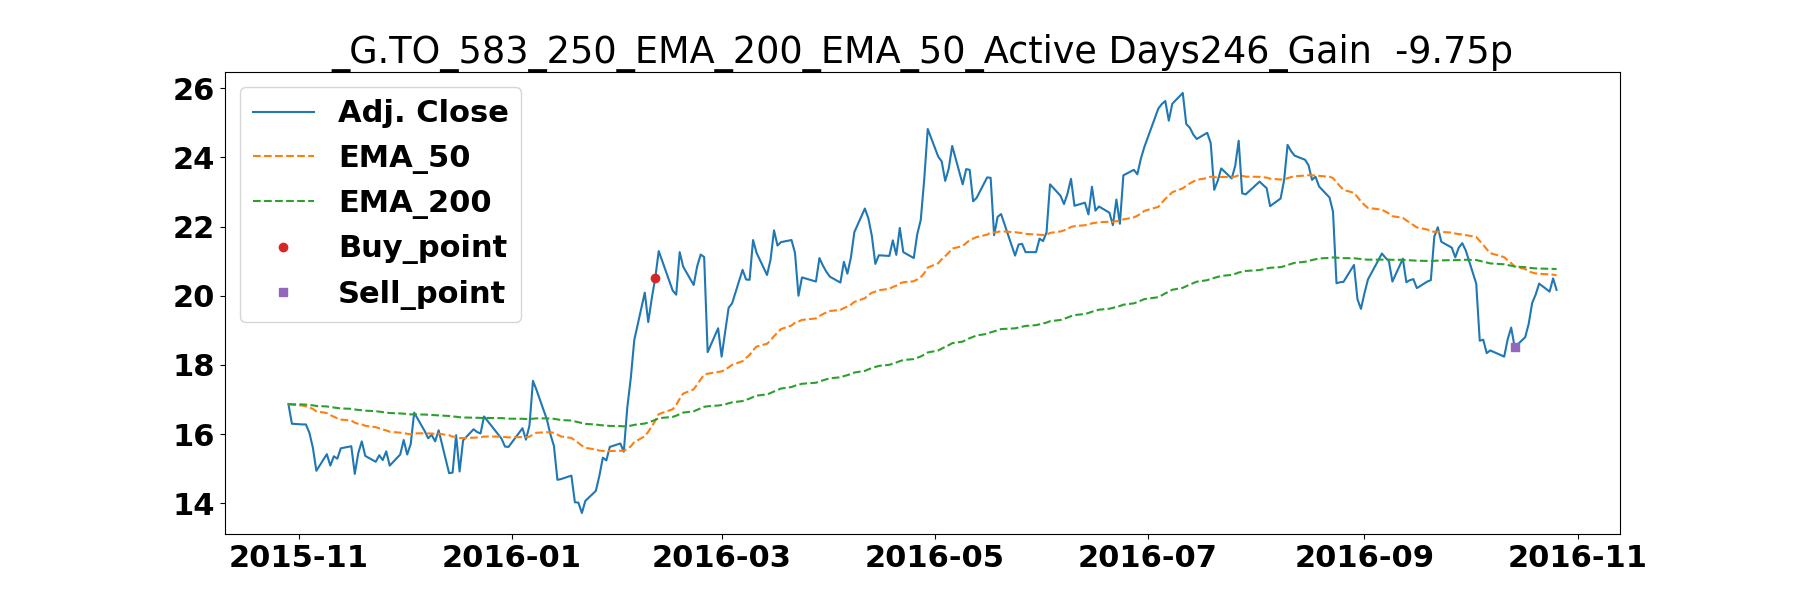 _G.TO_583_250_EMA_200_EMA_50_Active Days246_Gain  -9.75p
26
24
22
20
18
16
14
Adj. Close
EMA_50
EMA_200
Buy_point
Sell_point
2015-11 2016-01 2016-03 2016-05 2016-07 2016-09 2016-11